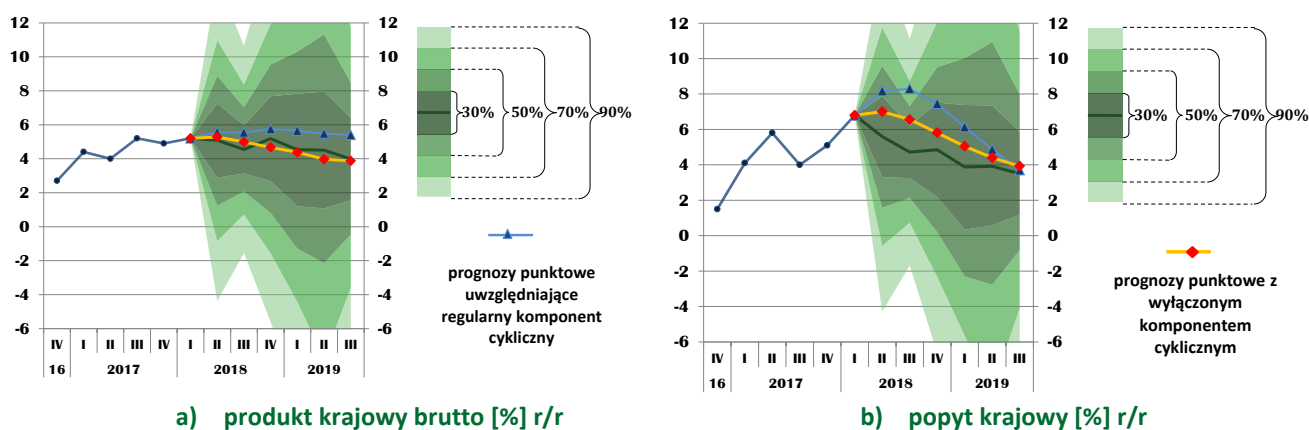 12 12
10 10
8 8
6 6
4 4
2 2
0 0
-2 -2
-4 -4
-6 -6
IV I II III IV I II III IV I II III
16 2017 2018 2019
30% 50% 70% 90%
prognozy punktowe
uwzględniające
regularny komponent
cykliczny
a) produkt krajowy brutto [%] r/r
12 12
10 10
8 8
6 6
4 4
2 2
0 0
-2 -2
-4 -4
-6 -6
IV I II III IV I II III IV I II III
16 2017 2018 2019
30% 50% 70% 90%
prognozy punktowe z
wyłączonym
komponentem
cyklicznym
b) popyt krajowy [%] r/r